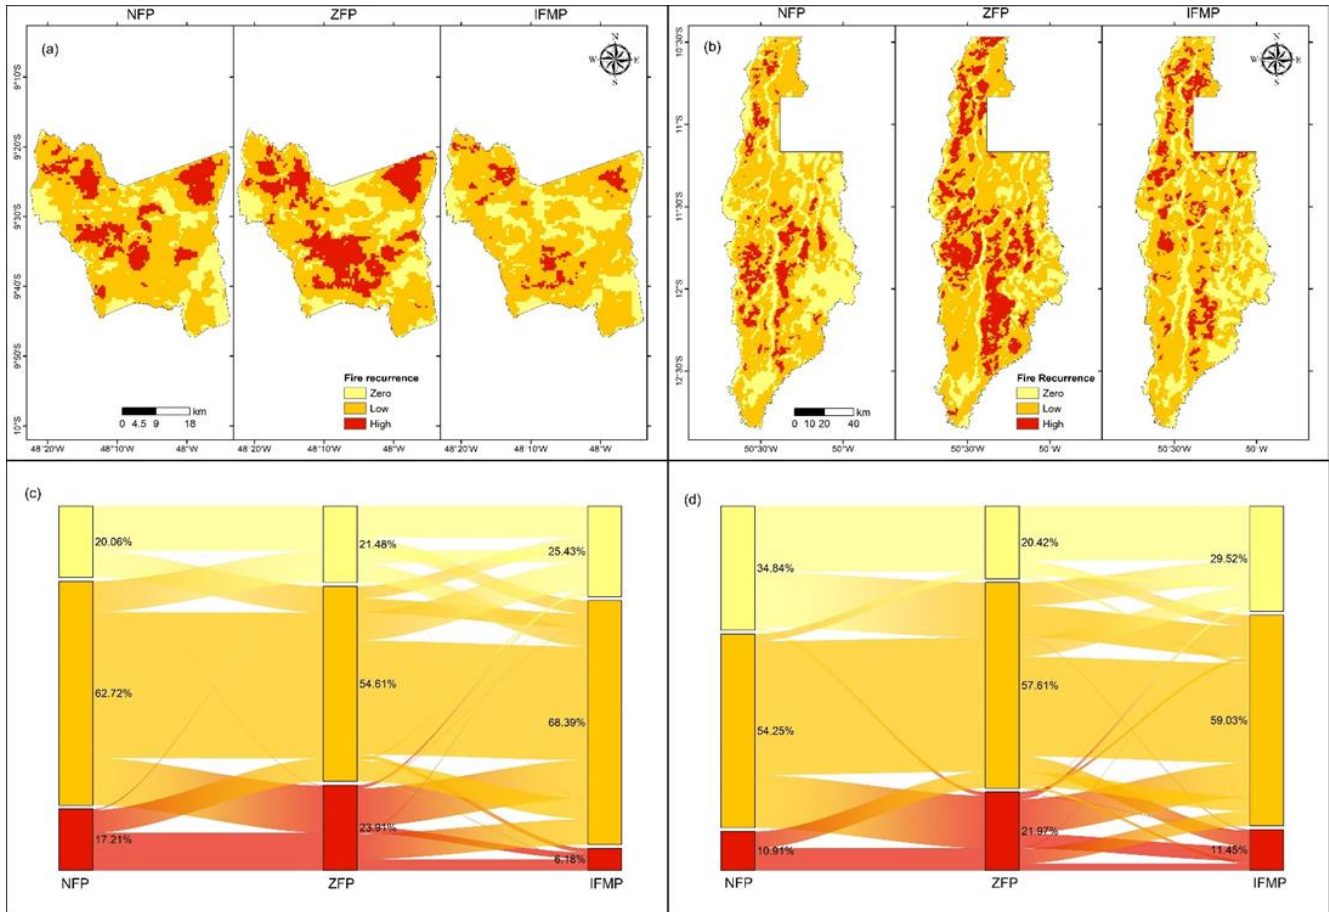 NFP ZFP IFMP
(a)
N
W E
S
9°10'S
9°20'S
9°30'S
9°40'S
9°50'S
10°S
Fire recurrence
Zero
Low
High
km
0 4.5 9 18
48°20'W 48°10'W 48°W 48°20'W 48°10'W 48°W 48°20'W 48°10'W 48°W
NFP ZFP IFMP
(b)
N
W E
S
10°30'S
11°S
11°30'S
12°S
12°30'S
Fire Recurrence
Zero
Low
High
km
0 10 20 40
50°30'W 50°W 50°30'W 50°W 50°30'W 50°W
(c)
20.06% 21.48% 25.43%
62.72% 54.61% 68.39%
17.21% 23.91% 6.18%
NFP ZFP IFMP
(d)
34.84% 20.42% 29.52%
54.25% 57.61% 59.03%
10.91% 21.97% 11.45%
NFP ZFP IFMP